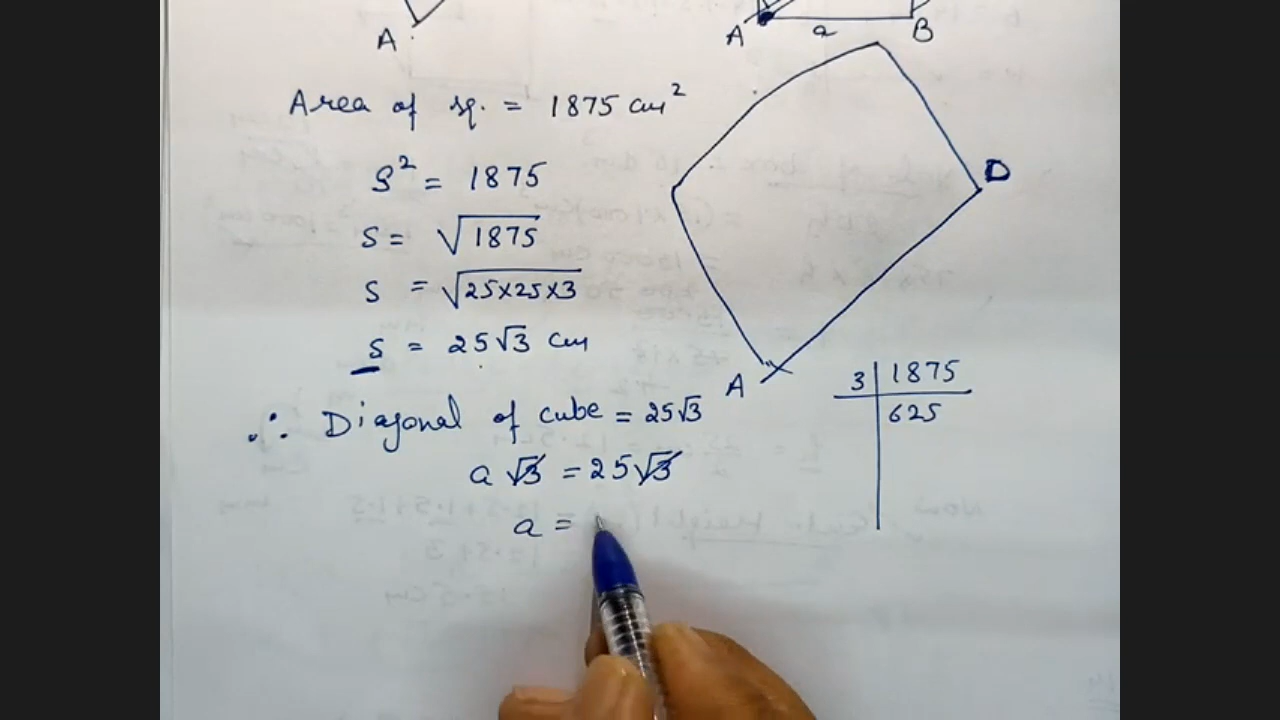 A
A a B
Area of sq. = 1875 cm²
S² = 1875
D
s = √1875
s = √25×25×3
s = 25√3 cm
A
3 | 1875
625
∴ Diagonal of cube = 25√3
a √3 = 25√3
a =